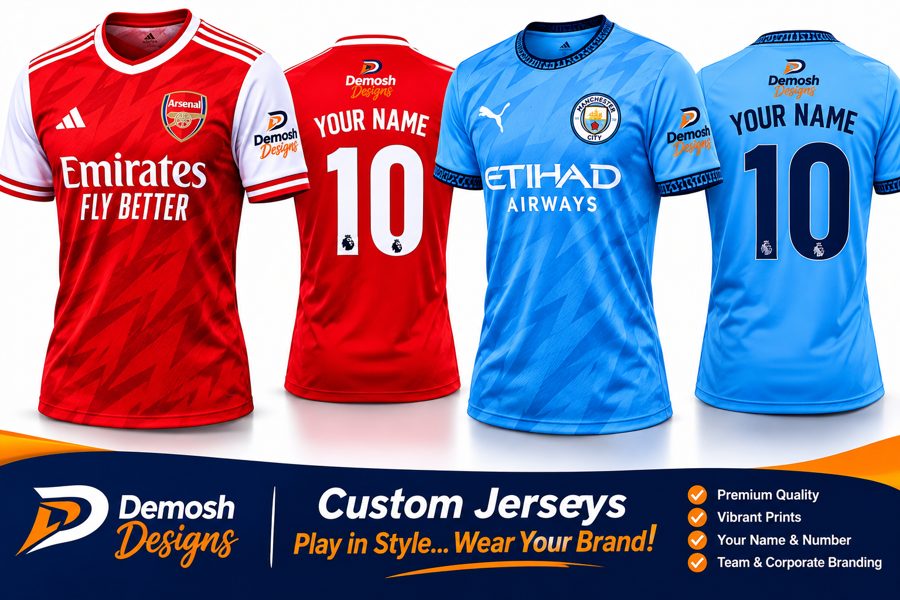 Arsenal
Emirates
FLY BETTER
Demosh
Designs
Demosh
Designs
YOUR NAME
10
MANCHESTER
CITY
ETIHAD
AIRWAYS
Demosh
Designs
Demosh
Designs
YOUR NAME
10
Demosh
Designs
Custom Jerseys
Play in Style... Wear Your Brand!
Premium Quality
Vibrant Prints
Your Name & Number
Team & Corporate Branding